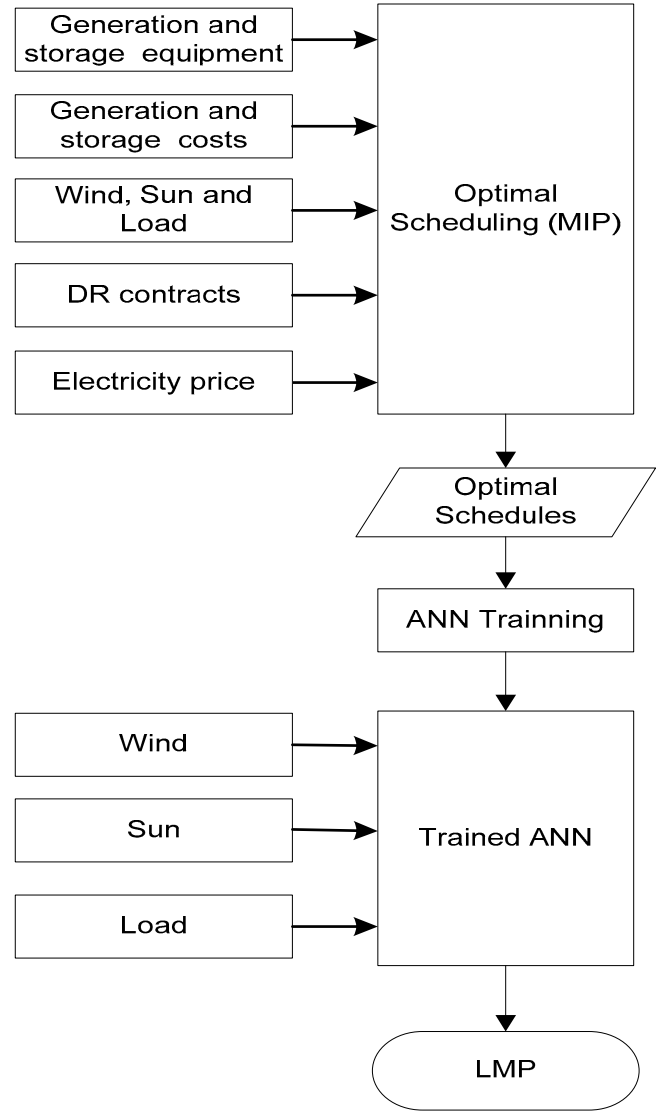 Generation and
storage equipment
Generation and
storage costs
Wind, Sun and
Load
DR contracts
Electricity price
Optimal
Scheduling (MIP)
Optimal
Schedules
ANN Trainning
Wind
Sun
Load
Trained ANN
LMP